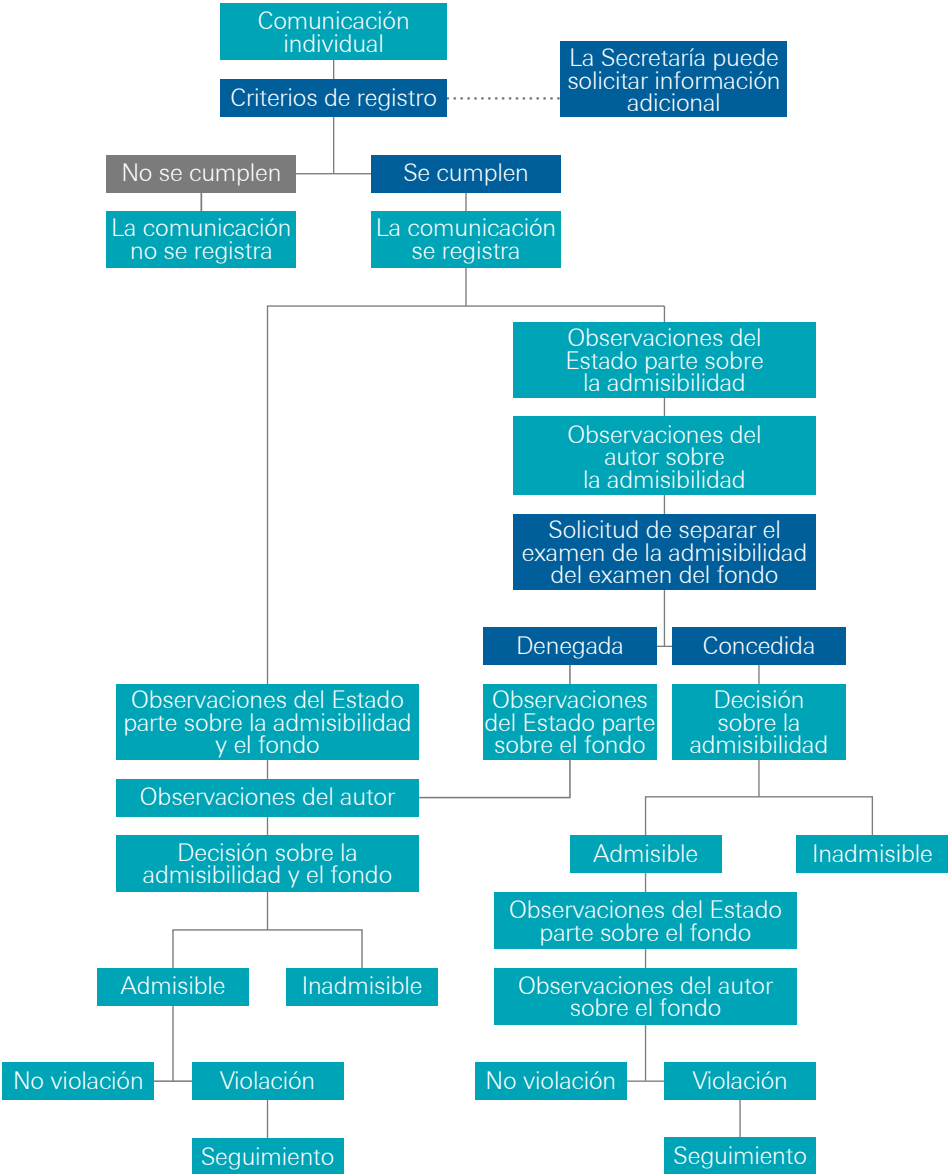 Comunicación
individual
La Secretaría puede
solicitar información
adicional
Criterios de registro
No se cumplen
Se cumplen
La comunicación
no se registra
La comunicación
se registra
Observaciones del
Estado parte sobre
la admisibilidad
Observaciones del
autor sobre
la admisibilidad
Solicitud de separar el
examen de la admisibilidad
del examen del fondo
Denegada
Concedida
Observaciones del Estado
parte sobre la admisibilidad
y el fondo
Observaciones
del Estado parte
sobre el fondo
Decisión
sobre la
admisibilidad
Observaciones del autor
Decisión sobre la
admisibilidad y el fondo
Admisible
Inadmisible
Observaciones del Estado
parte sobre el fondo
Admisible
Inadmisible
Observaciones del autor
sobre el fondo
No violación
Violación
No violación
Violación
Seguimiento
Seguimiento